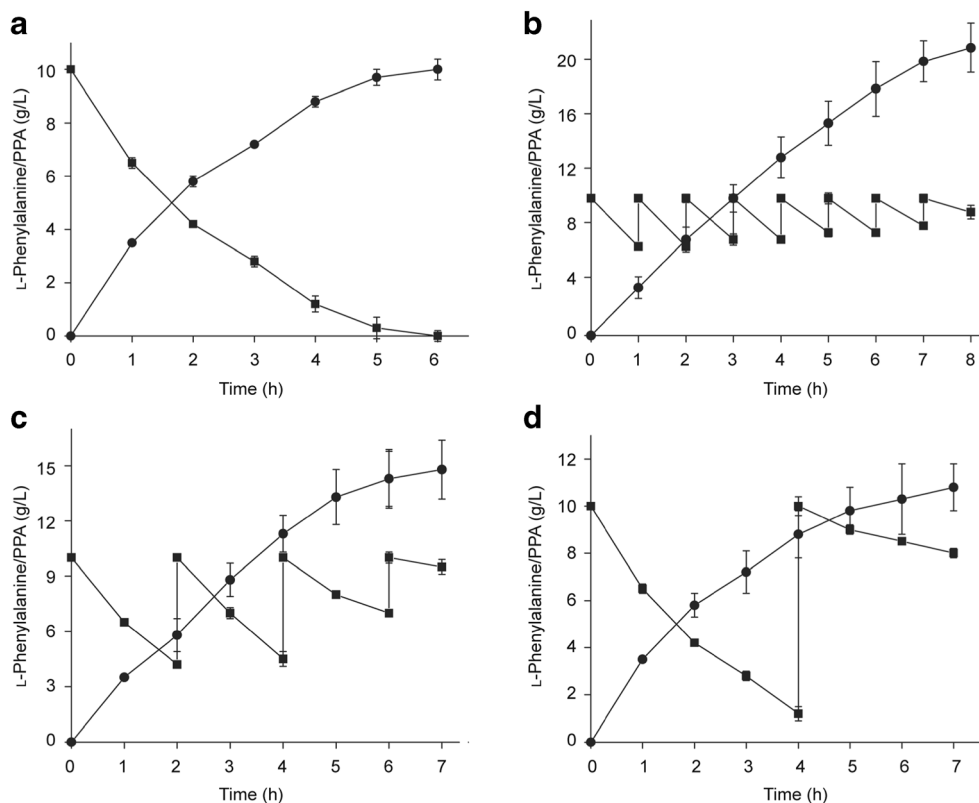 a
L-Phenylalanine/PPA (g/L)
10
8
6
4
2
0
0 1 2 3 4 5 6
Time (h)
b
L-Phenylalanine/PPA (g/L)
20
16
12
8
4
0
0 1 2 3 4 5 6 7 8
Time (h)
c
L-Phenylalanine/PPA (g/L)
15
12
9
6
3
0
0 1 2 3 4 5 6 7
Time (h)
d
L-Phenylalanine/PPA (g/L)
12
10
8
6
4
2
0
0 1 2 3 4 5 6 7
Time (h)